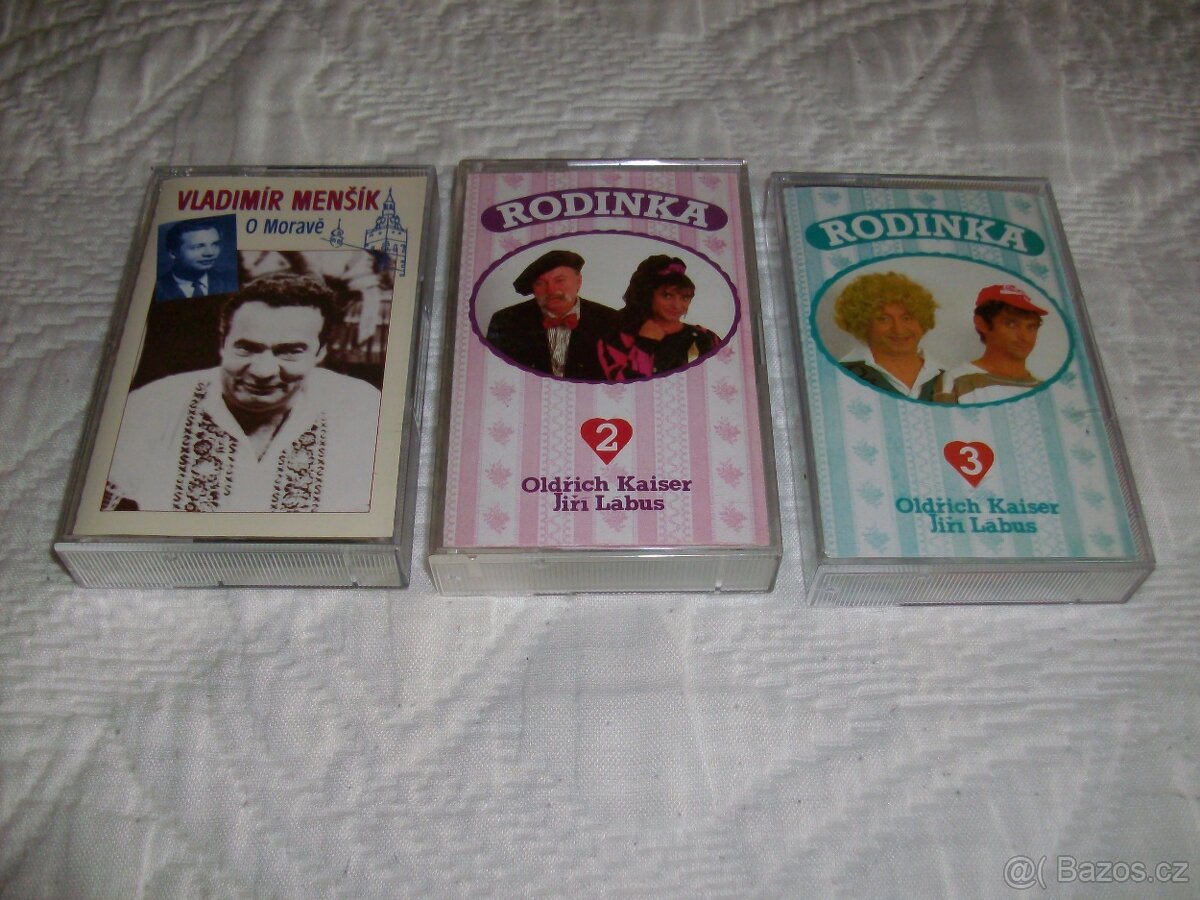 VLADIMÍR MENŠÍK
O Moravě
RODINKA
2
Oldřich Kaiser
Jiří Labus
RODINKA
3
Oldřich Kaiser
Jiří Labus
@( Bazos.cz